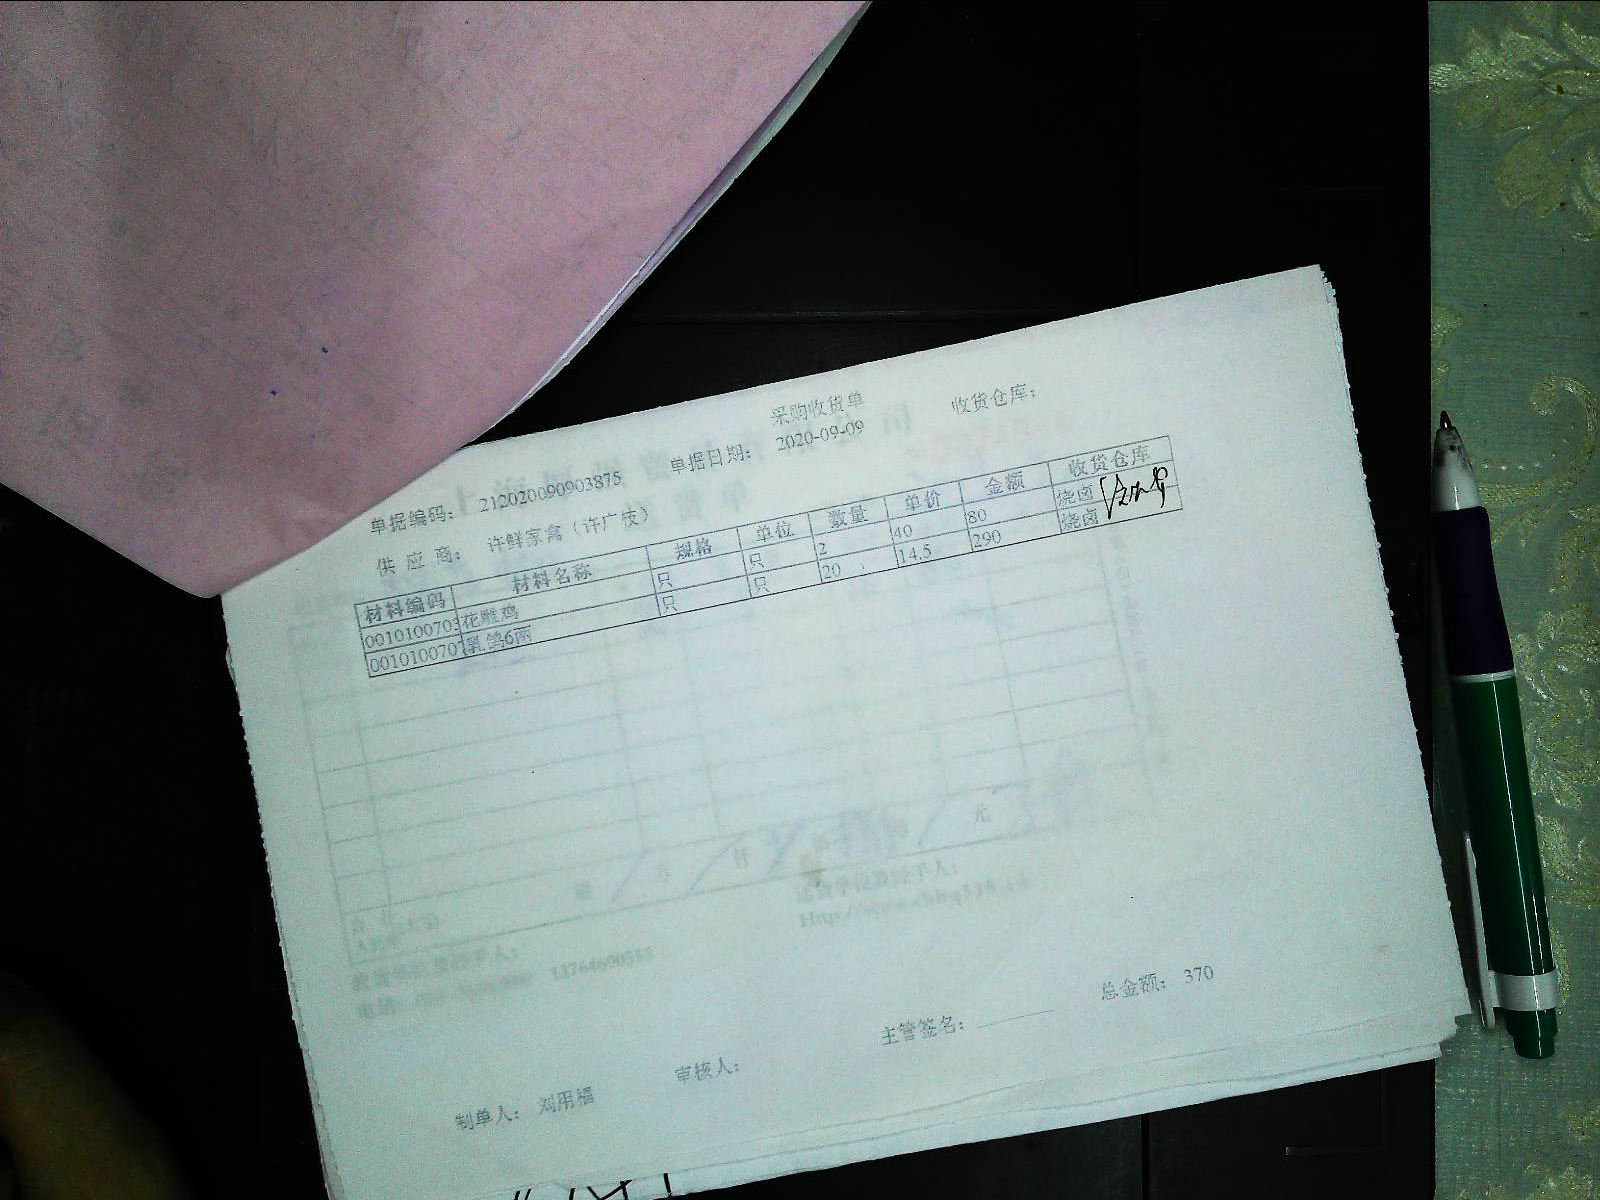 采购收货单
单据编码： 212020090903875 单据日期： 2020-09-09 收货仓库：
供 应 商： 许鲜家禽（许广枝）
材料编码 材料名称 规格 单位 数量 单价 金额 收货仓库
0010100703 花雕鸡 只 只 2 40 80 烧卤
001010070 乳鸽6两 只 只 20 14.5 290 烧卤
制单人： 刘用福 审核人： 主管签名： 总金额： 370